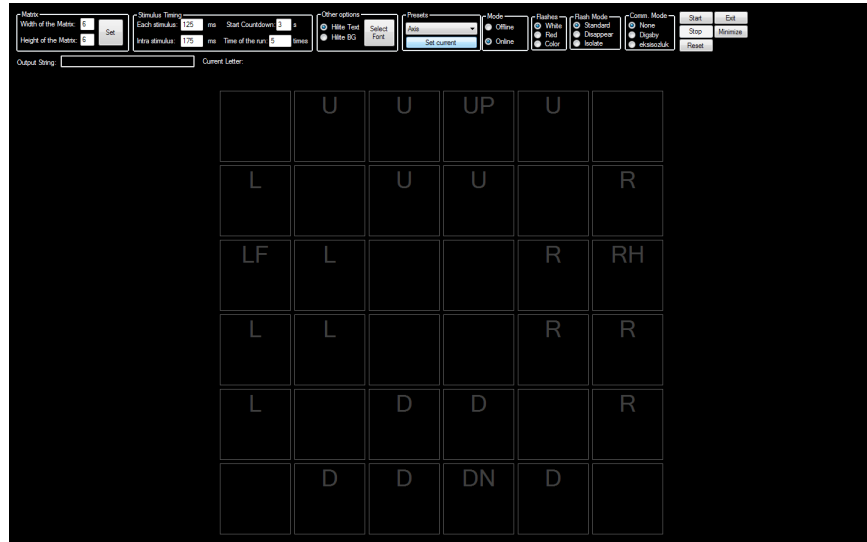 Matrix
Width of the Matrix: 6
Height of the Matrix: 6
Set
Stimulus Timing
Each stimulus: 125 ms Start Countdown: 3 s
Intra stimulus: 175 ms Time of the run 5 times
Other options
Hilite Text
Hilite BG
Select Font
Presets
Axis
Set current
Mode
Offline
Online
Flashes
White
Red
Color
Flash Mode
Standard
Disappear
Isolate
Comm. Mode
None
Digaby
eksisozluk
Start Exit
Stop Minimize
Reset
Output String: Current Letter:
U U UP U
L U U R
LF L R RH
L L R R
L D D R
D D DN D